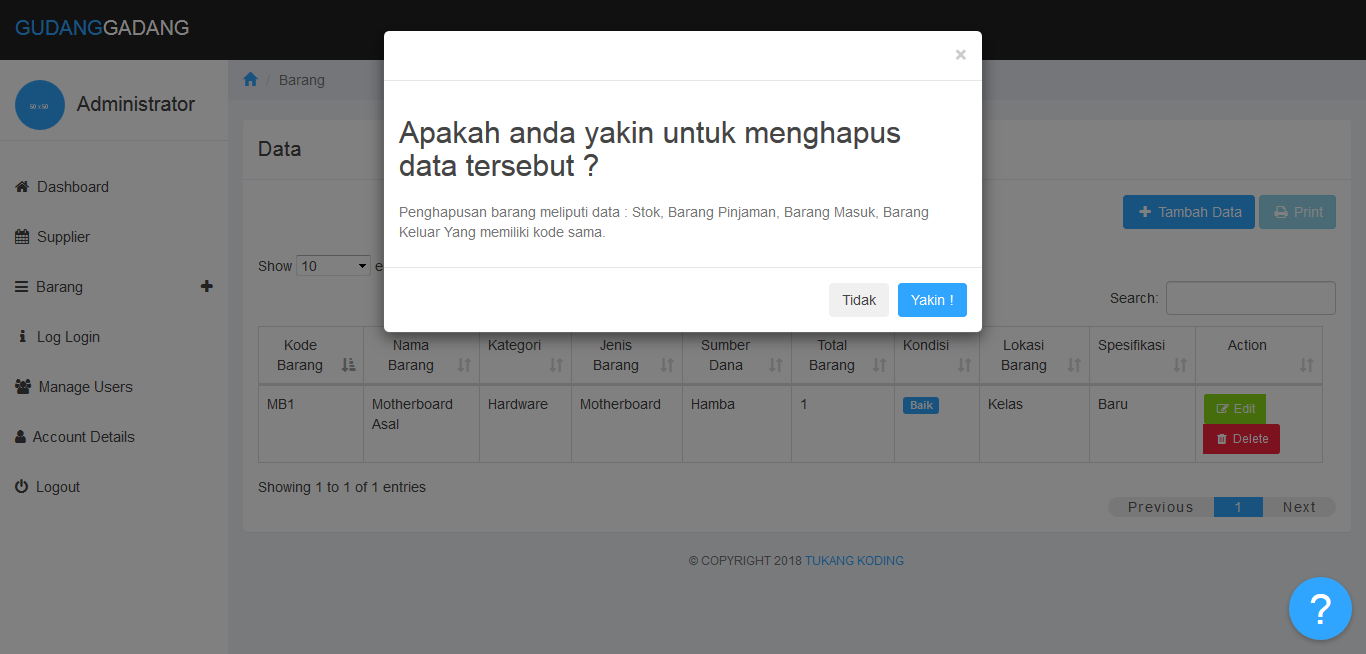 GUDANGGADANG
×
50 x 50
Administrator
Dashboard
Supplier
Barang
Log Login
Manage Users
Account Details
Logout
/ Barang
Apakah anda yakin untuk menghapus
data tersebut ?
Penghapusan barang meliputi data : Stok, Barang Pinjaman, Barang Masuk, Barang
Keluar Yang memiliki kode sama.
Tidak Yakin !
Data
Tambah Data Print
Show 10 e
Search:
Kode Barang Nama Barang Kategori Jenis Barang Sumber Dana Total Barang Kondisi Lokasi Barang Spesifikasi Action
MB1 Motherboard Asal Hardware Motherboard Hamba 1 Baik Kelas Baru Edit
Delete
Showing 1 to 1 of 1 entries
Previous 1 Next
© COPYRIGHT 2018 TUKANG KODING
?